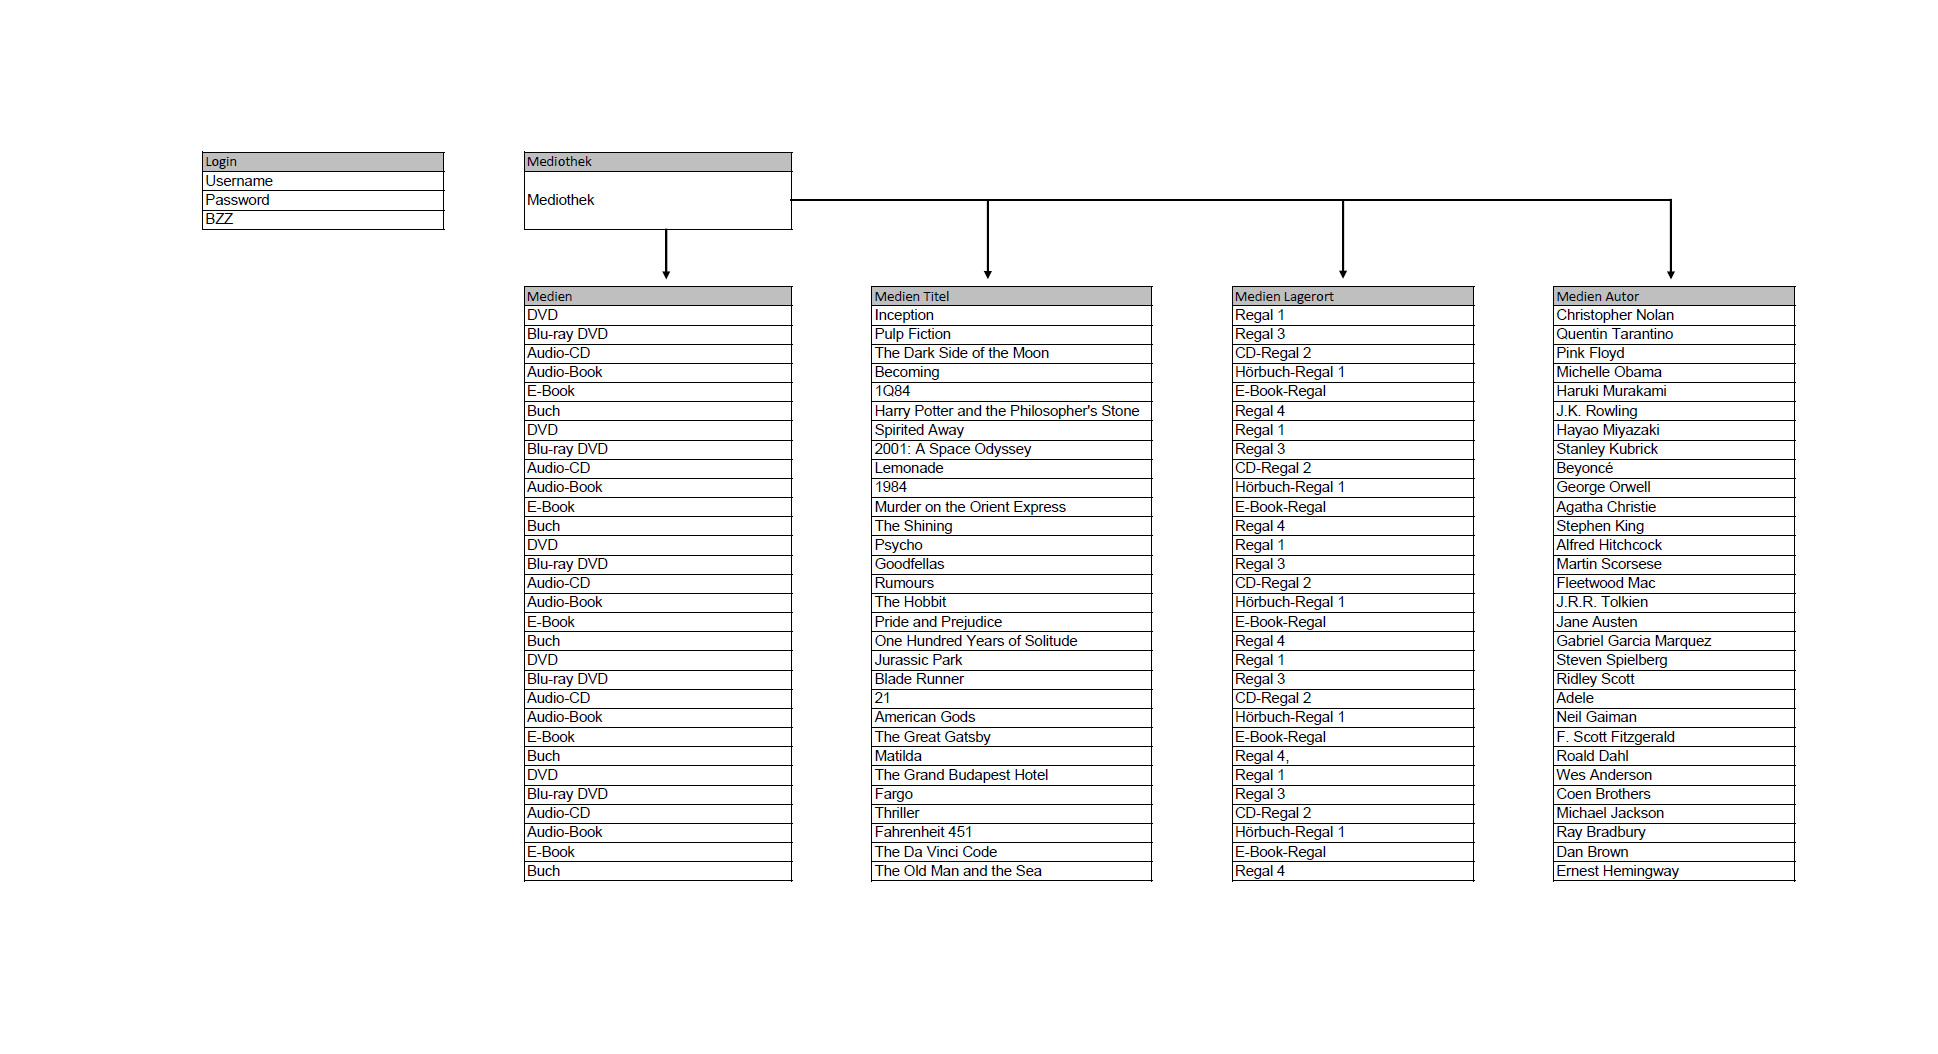 Login
Username
Password
BZZ
Mediothek
Mediothek
Medien
DVD
Blu-ray DVD
Audio-CD
Audio-Book
E-Book
Buch
DVD
Blu-ray DVD
Audio-CD
Audio-Book
E-Book
Buch
DVD
Blu-ray DVD
Audio-CD
Audio-Book
E-Book
Buch
DVD
Blu-ray DVD
Audio-CD
Audio-Book
E-Book
Buch
DVD
Blu-ray DVD
Audio-CD
Audio-Book
E-Book
Buch
Medien Titel
Inception
Pulp Fiction
The Dark Side of the Moon
Becoming
1Q84
Harry Potter and the Philosopher's Stone
Spirited Away
2001: A Space Odyssey
Lemonade
1984
Murder on the Orient Express
The Shining
Psycho
Goodfellas
Rumours
The Hobbit
Pride and Prejudice
One Hundred Years of Solitude
Jurassic Park
Blade Runner
21
American Gods
The Great Gatsby
Matilda
The Grand Budapest Hotel
Fargo
Thriller
Fahrenheit 451
The Da Vinci Code
The Old Man and the Sea
Medien Lagerort
Regal 1
Regal 3
CD-Regal 2
Hörbuch-Regal 1
E-Book-Regal
Regal 4
Regal 1
Regal 3
CD-Regal 2
Hörbuch-Regal 1
E-Book-Regal
Regal 4
Regal 1
Regal 3
CD-Regal 2
Hörbuch-Regal 1
E-Book-Regal
Regal 4
Regal 1
Regal 3
CD-Regal 2
Hörbuch-Regal 1
E-Book-Regal
Regal 4,
Regal 1
Regal 3
CD-Regal 2
Hörbuch-Regal 1
E-Book-Regal
Regal 4
Medien Autor
Christopher Nolan
Quentin Tarantino
Pink Floyd
Michelle Obama
Haruki Murakami
J.K. Rowling
Hayao Miyazaki
Stanley Kubrick
Beyoncé
George Orwell
Agatha Christie
Stephen King
Alfred Hitchcock
Martin Scorsese
Fleetwood Mac
J.R.R. Tolkien
Jane Austen
Gabriel Garcia Marquez
Steven Spielberg
Ridley Scott
Adele
Neil Gaiman
F. Scott Fitzgerald
Roald Dahl
Wes Anderson
Coen Brothers
Michael Jackson
Ray Bradbury
Dan Brown
Ernest Hemingway